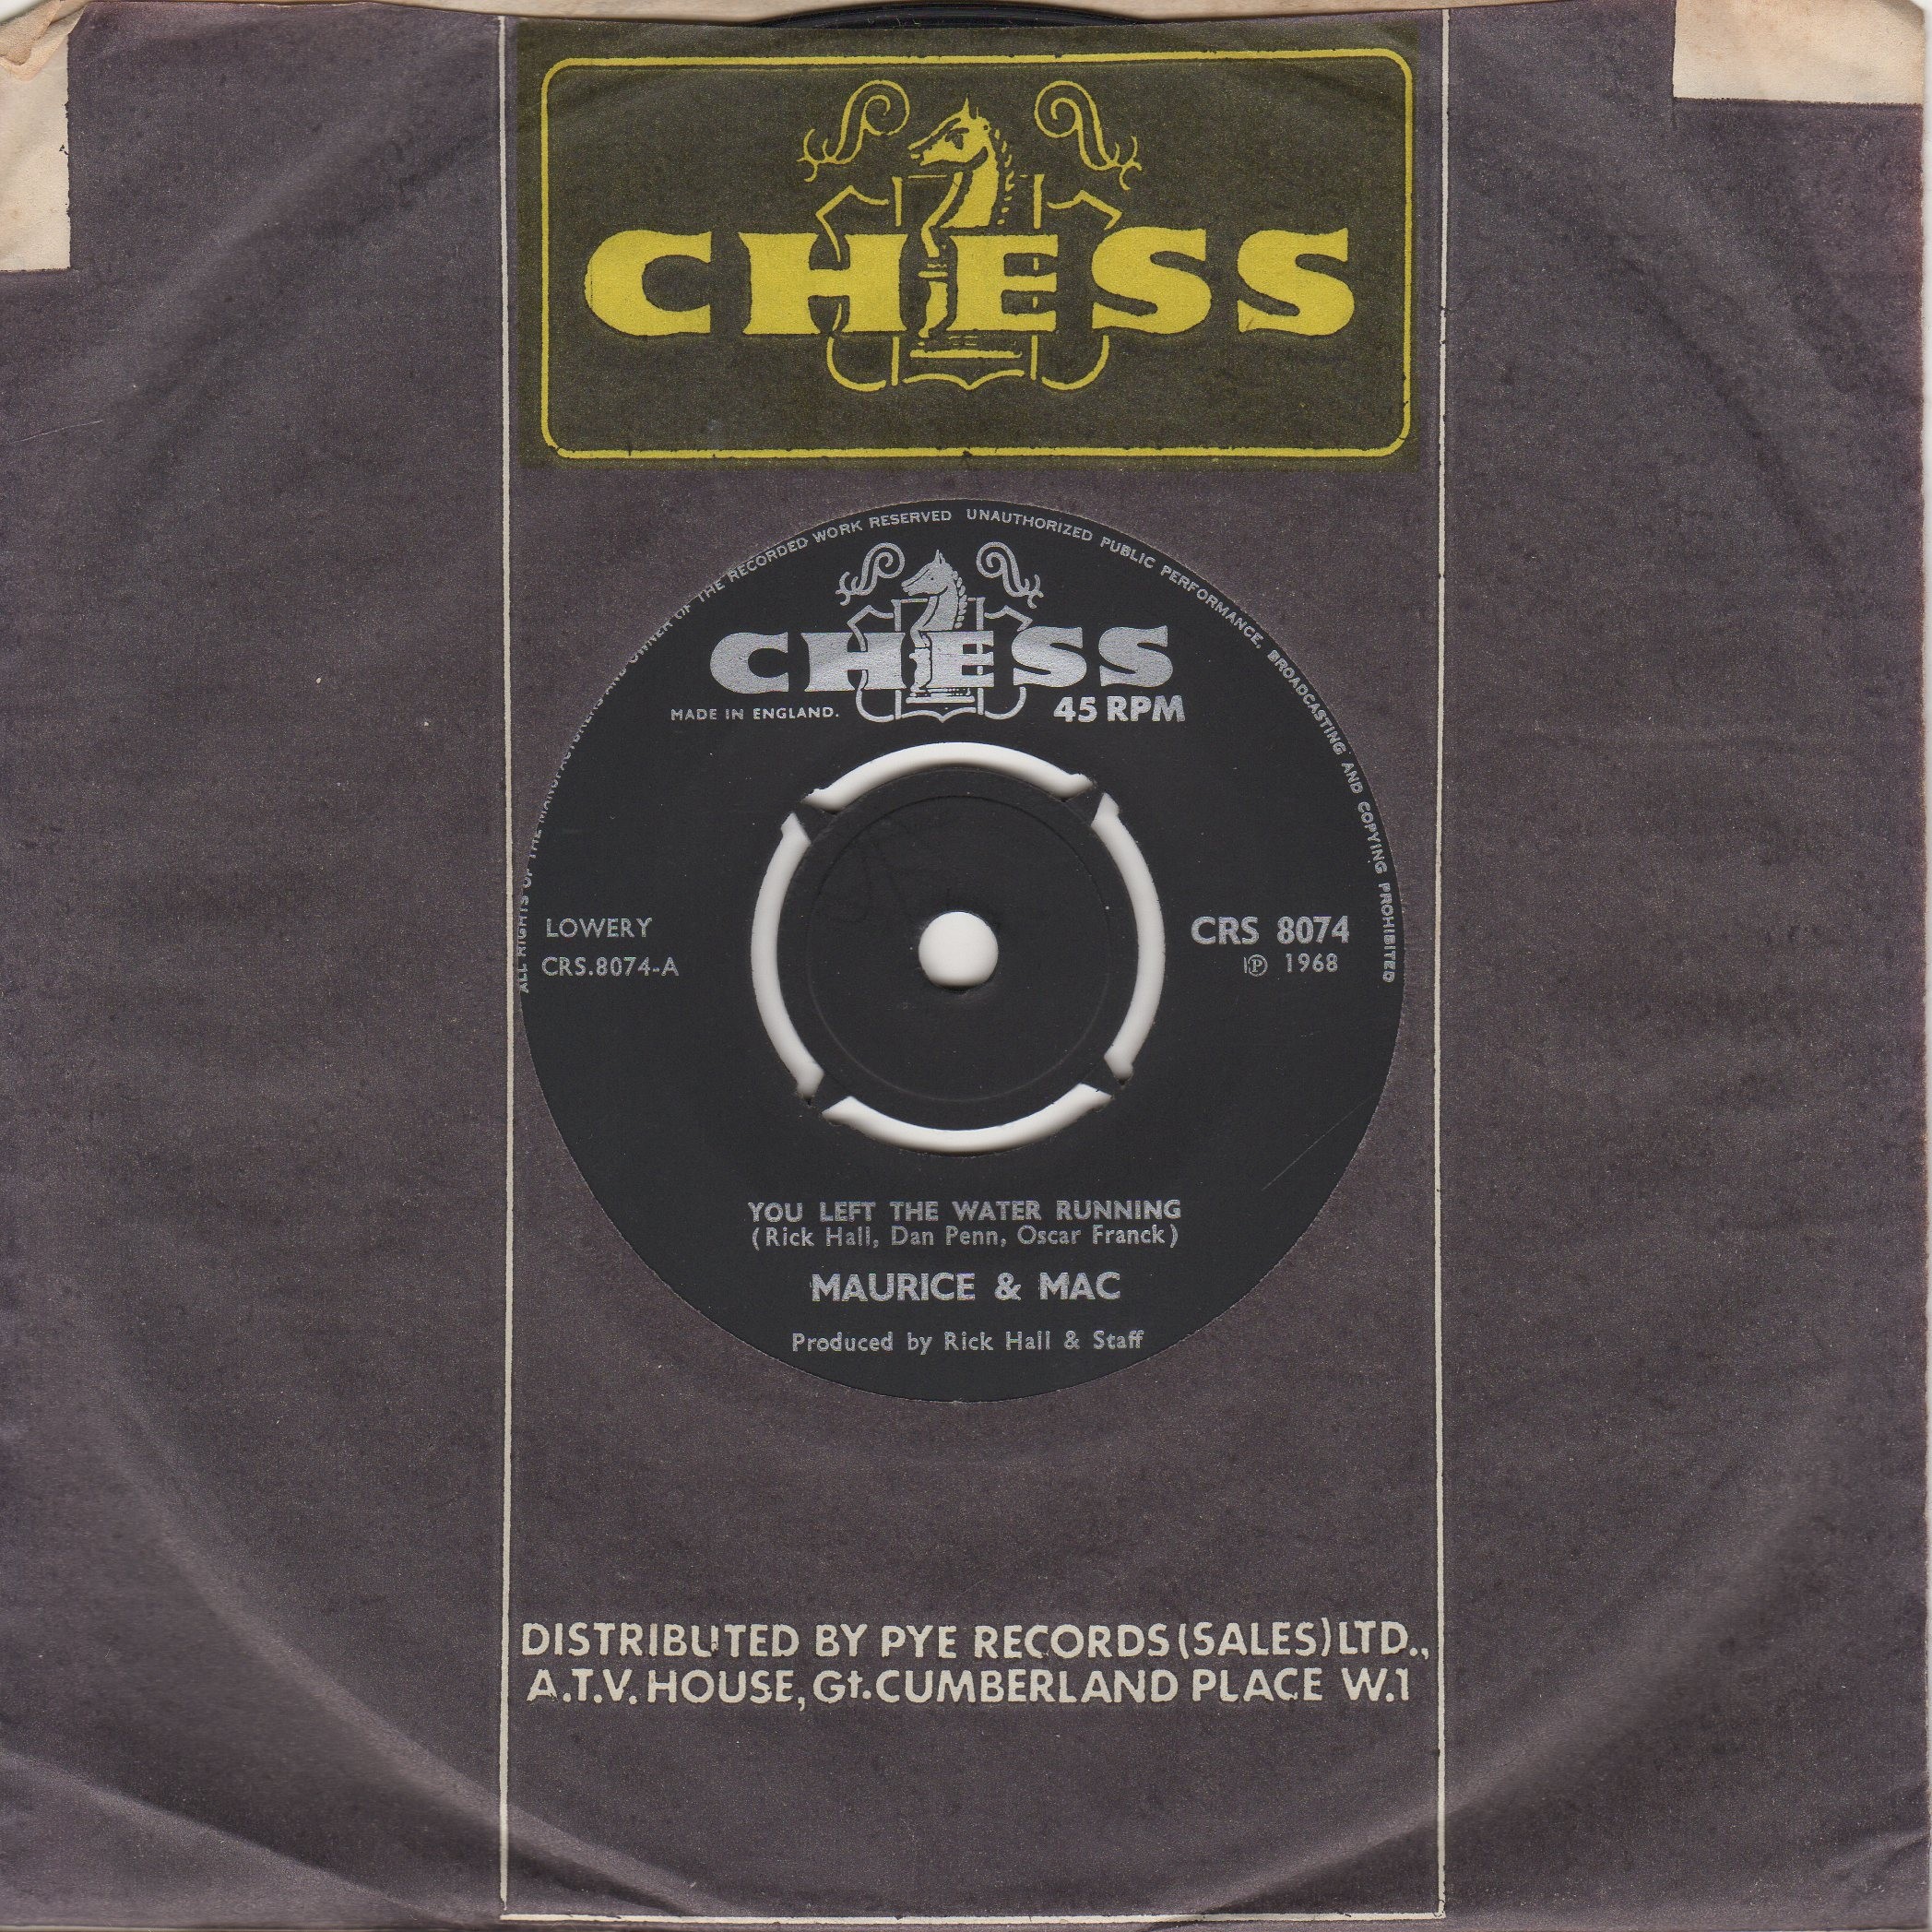 CHESS
ALL RIGHTS OF THE MANUFACTURERS AND OWNER OF THE RECORDED WORK RESERVED UNAUTHORIZED PUBLIC PERFORMANCE, BROADCASTING AND COPYING PROHIBITED
CHESS
MADE IN ENGLAND. 45 RPM
LOWERY CRS 8074
CRS.8074-A ℗ 1968
YOU LEFT THE WATER RUNNING
(Rick Hall, Dan Penn, Oscar Franck)
MAURICE & MAC
Produced by Rick Hall & Staff
DISTRIBUTED BY PYE RECORDS (SALES) LTD.,
A.T.V. HOUSE, Gt. CUMBERLAND PLACE W.1